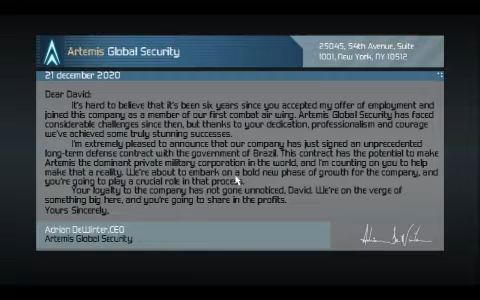 Artemis Global Security
25045, 54th Avenue, Suite
1001, New York, NY 10512
21 december 2020
Dear David:
It's hard to believe that it's been six years since you accepted my offer of employment and
joined this company as a member of our first combat air wing. Artemis Global Security has faced
considerable challenges since then, but thanks to your dedication, professionalism and courage
we've achieved some truly stunning successes.
I'm extremely pleased to announce that our company has just signed an unprecedented
long-term defense contract with the government of Brazil. This contract has the potential to make
Artemis the dominant private military corporation in the world, and I'm counting on you to help
make that a reality. We're about to embark on a bold new phase of growth for the company, and
you're going to play a crucial role in that process.
Your loyalty to the company has not gone unnoticed, David. We're on the verge of
something big here, and you're going to share in the profits.
Yours Sincerely,
Adrian DeWinter,CEO
Artemis Global Security